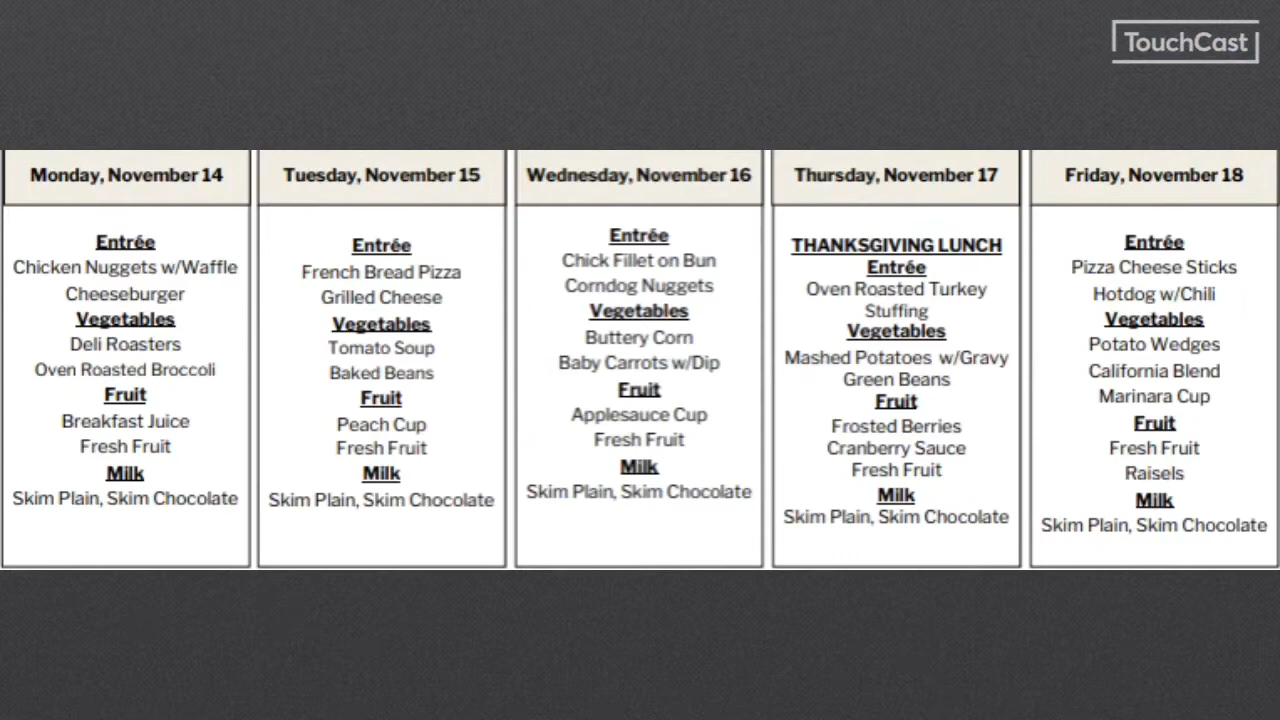 TouchCast
Monday, November 14
Entrée
Chicken Nuggets w/Waffle
Cheeseburger
Vegetables
Deli Roasters
Oven Roasted Broccoli
Fruit
Breakfast Juice
Fresh Fruit
Milk
Skim Plain, Skim Chocolate
Tuesday, November 15
Entrée
French Bread Pizza
Grilled Cheese
Vegetables
Tomato Soup
Baked Beans
Fruit
Peach Cup
Fresh Fruit
Milk
Skim Plain, Skim Chocolate
Wednesday, November 16
Entrée
Chick Fillet on Bun
Corndog Nuggets
Vegetables
Buttery Corn
Baby Carrots w/Dip
Fruit
Applesauce Cup
Fresh Fruit
Milk
Skim Plain, Skim Chocolate
Thursday, November 17
THANKSGIVING LUNCH
Entrée
Oven Roasted Turkey
Stuffing
Vegetables
Mashed Potatoes w/Gravy
Green Beans
Fruit
Frosted Berries
Cranberry Sauce
Fresh Fruit
Milk
Skim Plain, Skim Chocolate
Friday, November 18
Entrée
Pizza Cheese Sticks
Hotdog w/Chili
Vegetables
Potato Wedges
California Blend
Marinara Cup
Fruit
Fresh Fruit
Raisels
Milk
Skim Plain, Skim Chocolate